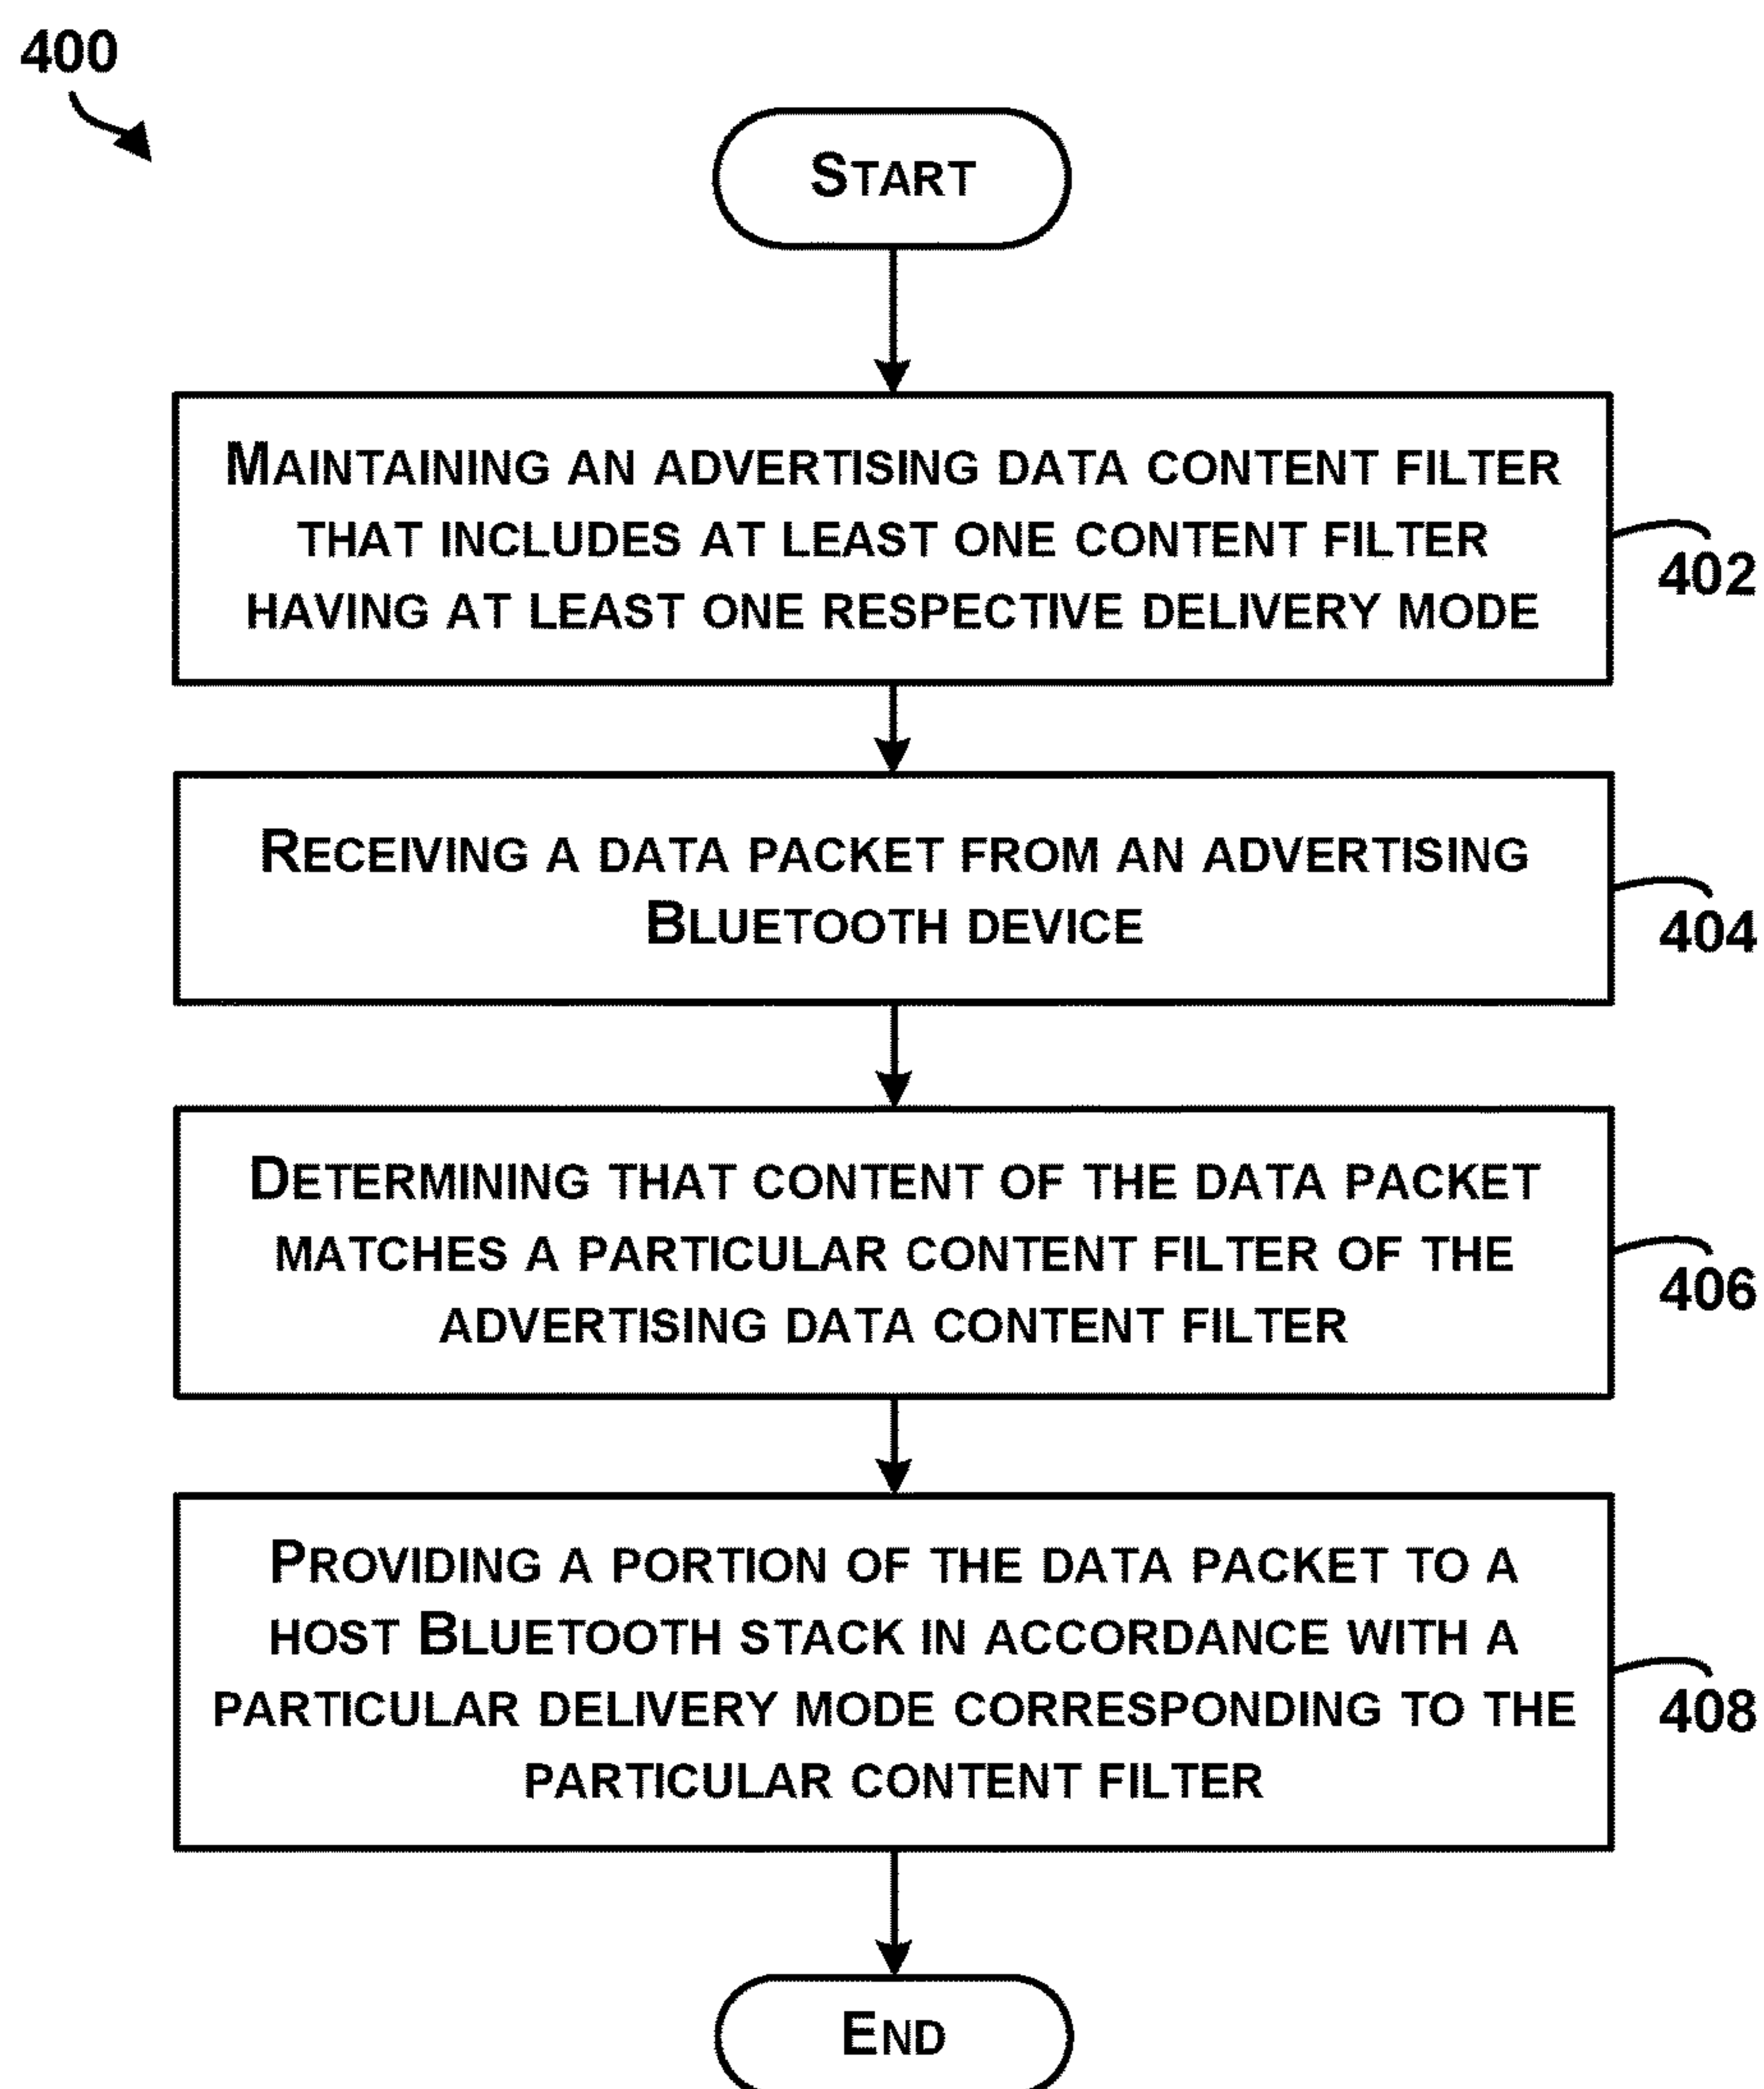 400
START
MAINTAINING AN ADVERTISING DATA CONTENT FILTER
THAT INCLUDES AT LEAST ONE CONTENT FILTER
HAVING AT LEAST ONE RESPECTIVE DELIVERY MODE
402
RECEIVING A DATA PACKET FROM AN ADVERTISING
BLUETOOTH DEVICE
404
DETERMINING THAT CONTENT OF THE DATA PACKET
MATCHES A PARTICULAR CONTENT FILTER OF THE
ADVERTISING DATA CONTENT FILTER
406
PROVIDING A PORTION OF THE DATA PACKET TO A
HOST BLUETOOTH STACK IN ACCORDANCE WITH A
PARTICULAR DELIVERY MODE CORRESPONDING TO THE
PARTICULAR CONTENT FILTER
408
END